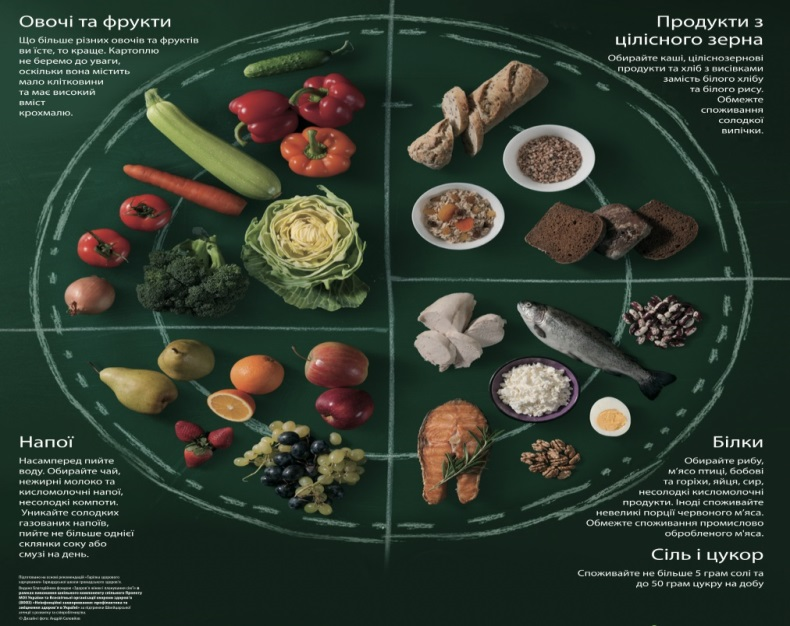 Овочі та фрукти
Що більше різних овочів та фруктів
ви їсте, то краще. Картоплю
не беремо до уваги,
оскільки вона містить
мало клітковини
та має високий
вміст
крохмалю.
Продукти з
цілісного зерна
Обирайте каші, ціліснозернові
продукти та хліб з висівками
замість білого хлібу
та білого рису.
Обмежте
споживання
солодкої
випічки.
Напої
Насамперед пийте
воду. Обирайте чай,
нежирні молоко та
кисломолочні напої,
несолодкі компоти.
Уникайте солодких
газованих напоїв,
пийте не більше однієї
склянки соку або
смузі на день.
Білки
Обирайте рибу,
м'ясо птиці, бобові
та горіхи, яйця, сир,
несолодкі кисломолочні
продукти. Іноді споживайте
невеликі порції червоного м'яса.
Обмежте споживання промислово
обробленого м'яса.
Сіль і цукор
Споживайте не більше 5 грам солі та
до 50 грам цукру на добу